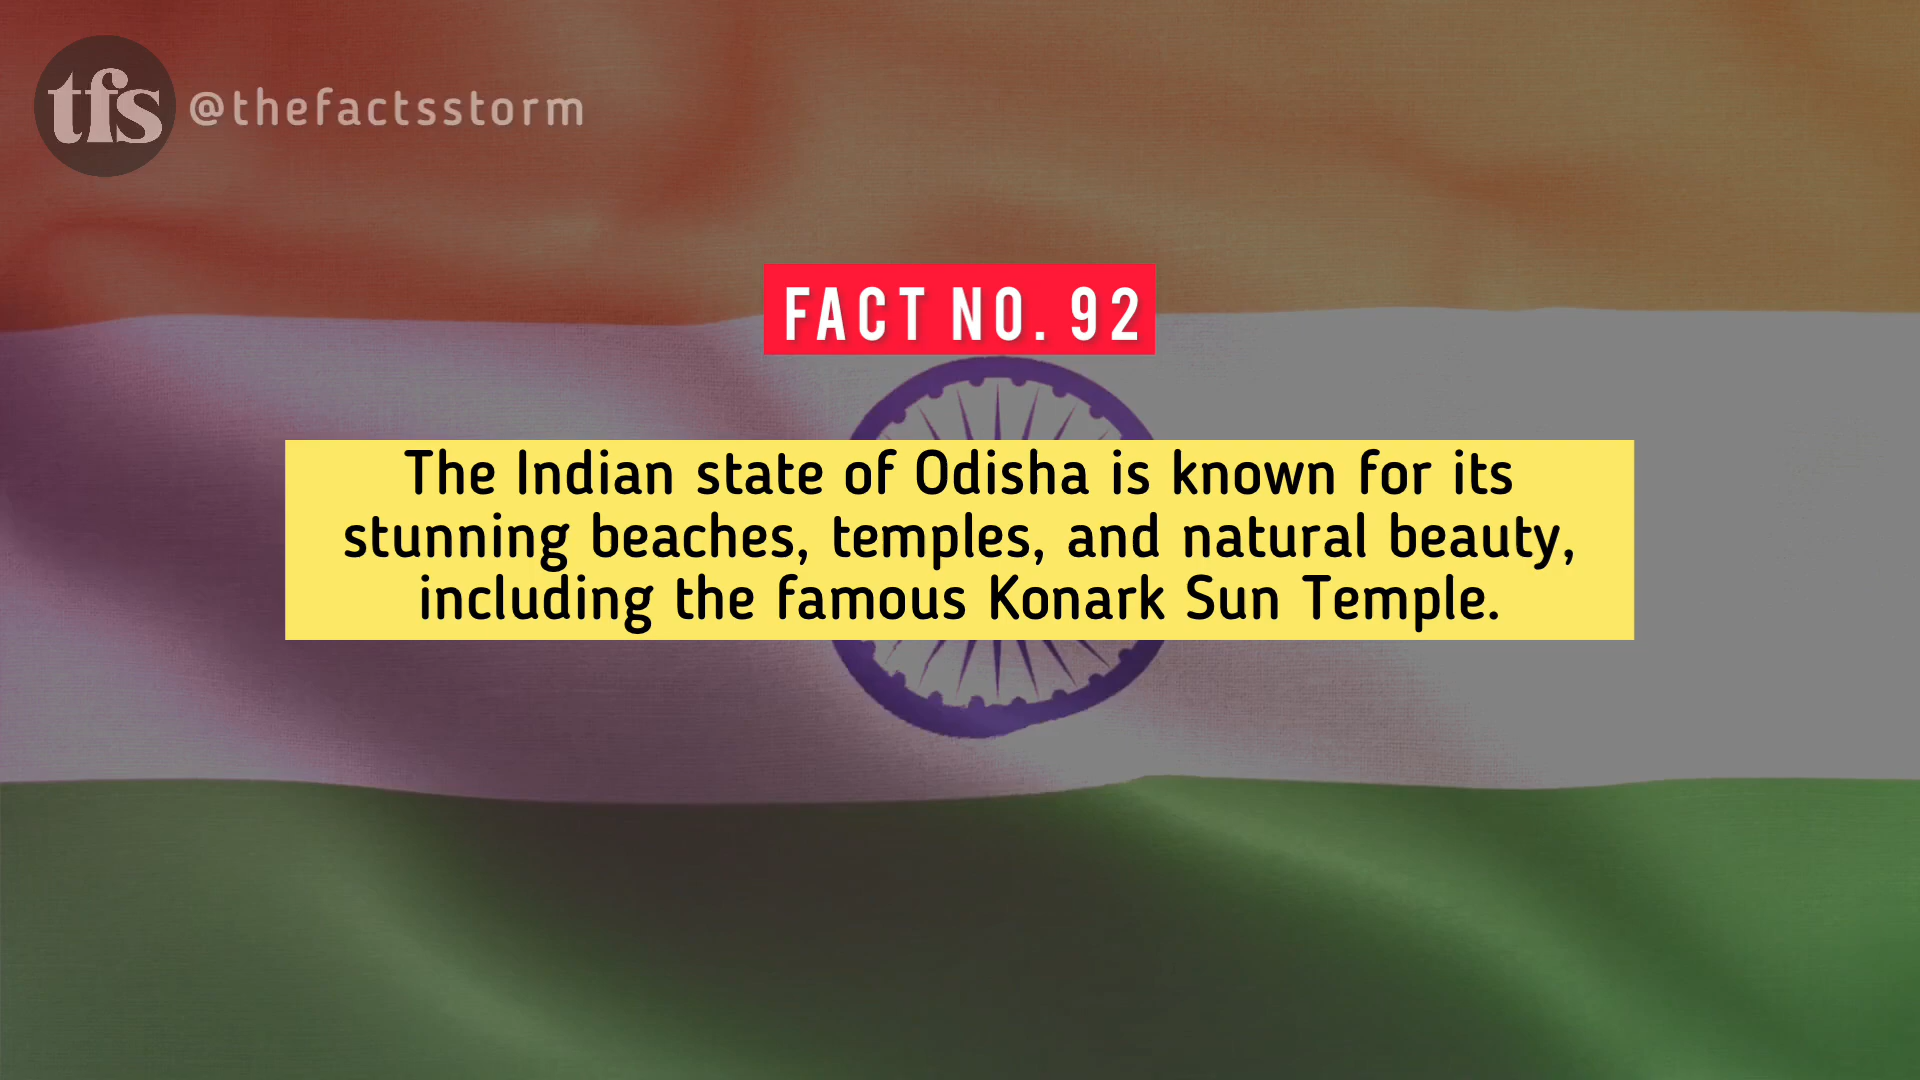 tfs @thefactsstorm
FACT NO. 92
The Indian state of Odisha is known for its
stunning beaches, temples, and natural beauty,
including the famous Konark Sun Temple.